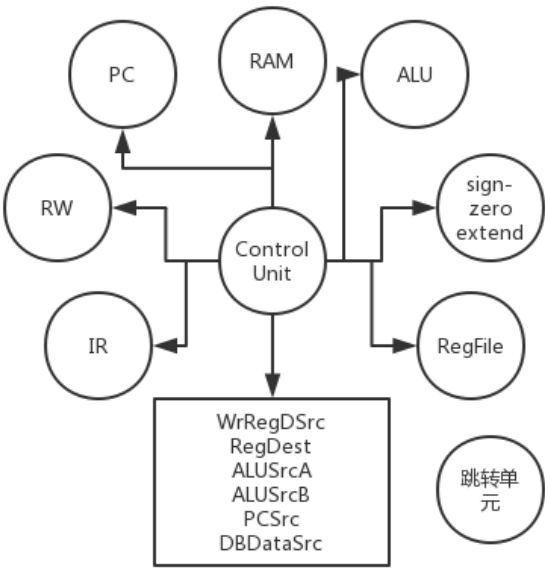 PC
RAM
ALU
RW
sign-
zero
extend
Control
Unit
IR
RegFile
WrRegDSrc
RegDest
ALUSrcA
ALUSrcB
PCSrc
DBDataSrc
跳转单
元